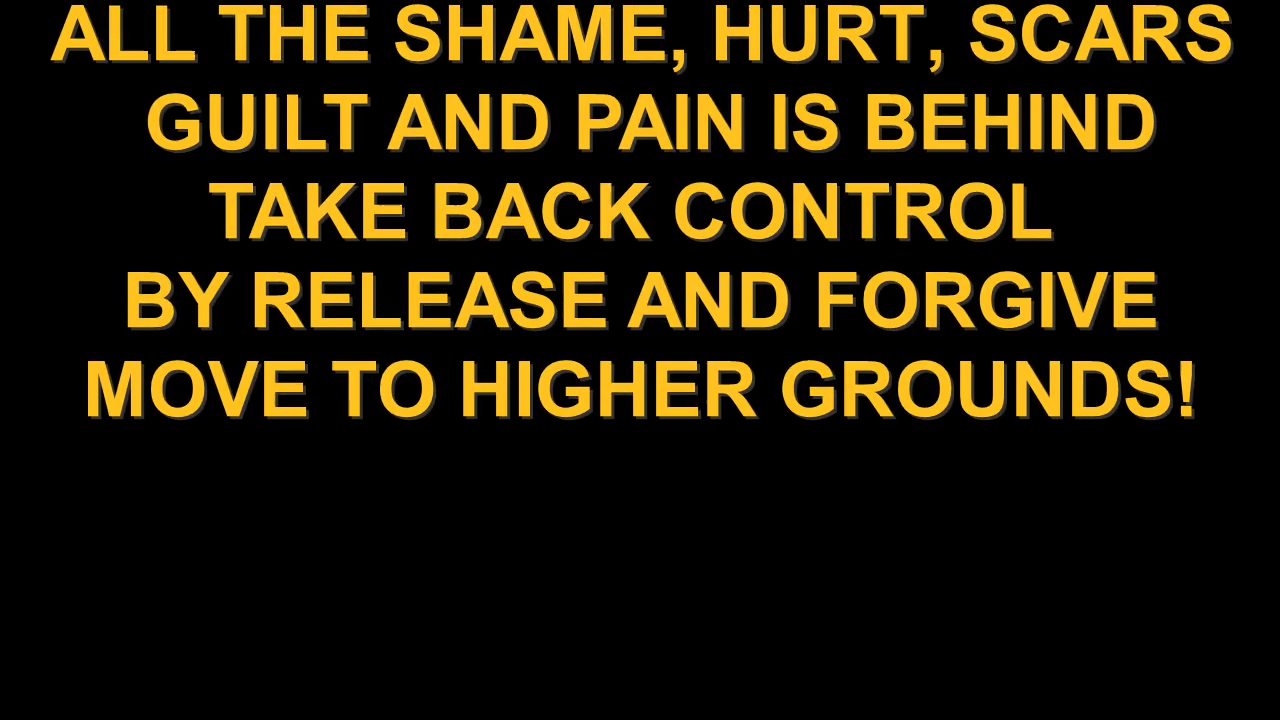 ALL THE SHAME, HURT, SCARS
GUILT AND PAIN IS BEHIND
TAKE BACK CONTROL
BY RELEASE AND FORGIVE
MOVE TO HIGHER GROUNDS!